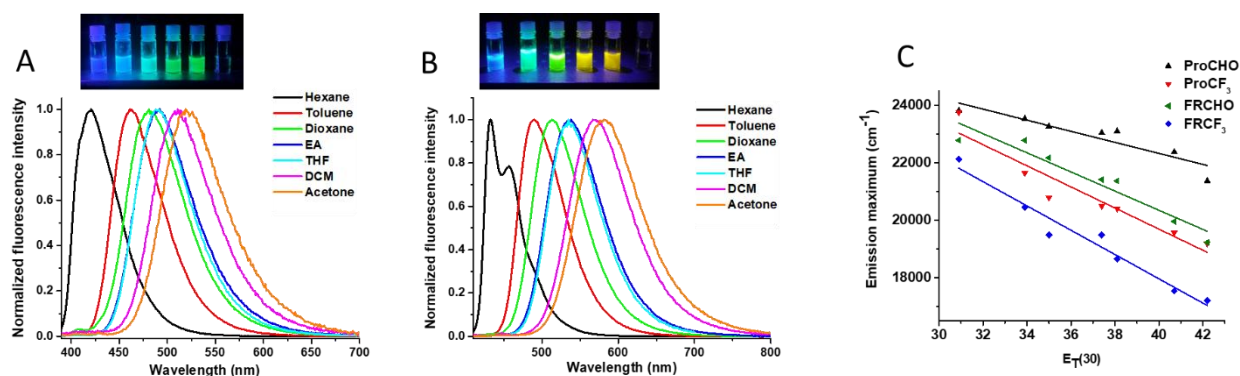 A
Normalized fluorescence intensity
1.0
0.8
0.6
0.4
0.2
0.0
400
450
500
550
600
650
700
Wavelength (nm)
Hexane
Toluene
Dioxane
EA
THF
DCM
Acetone
B
Normalized fluorescence intensity
1.0
0.8
0.6
0.4
0.2
0.0
500
600
700
800
Wavelength (nm)
Hexane
Toluene
Dioxane
EA
THF
DCM
Acetone
C
ProCHO
ProCF3
FRCHO
FRCF3
Emission maximum (cm-1)
24000
22000
20000
18000
30
32
34
36
38
40
42
ET(30)